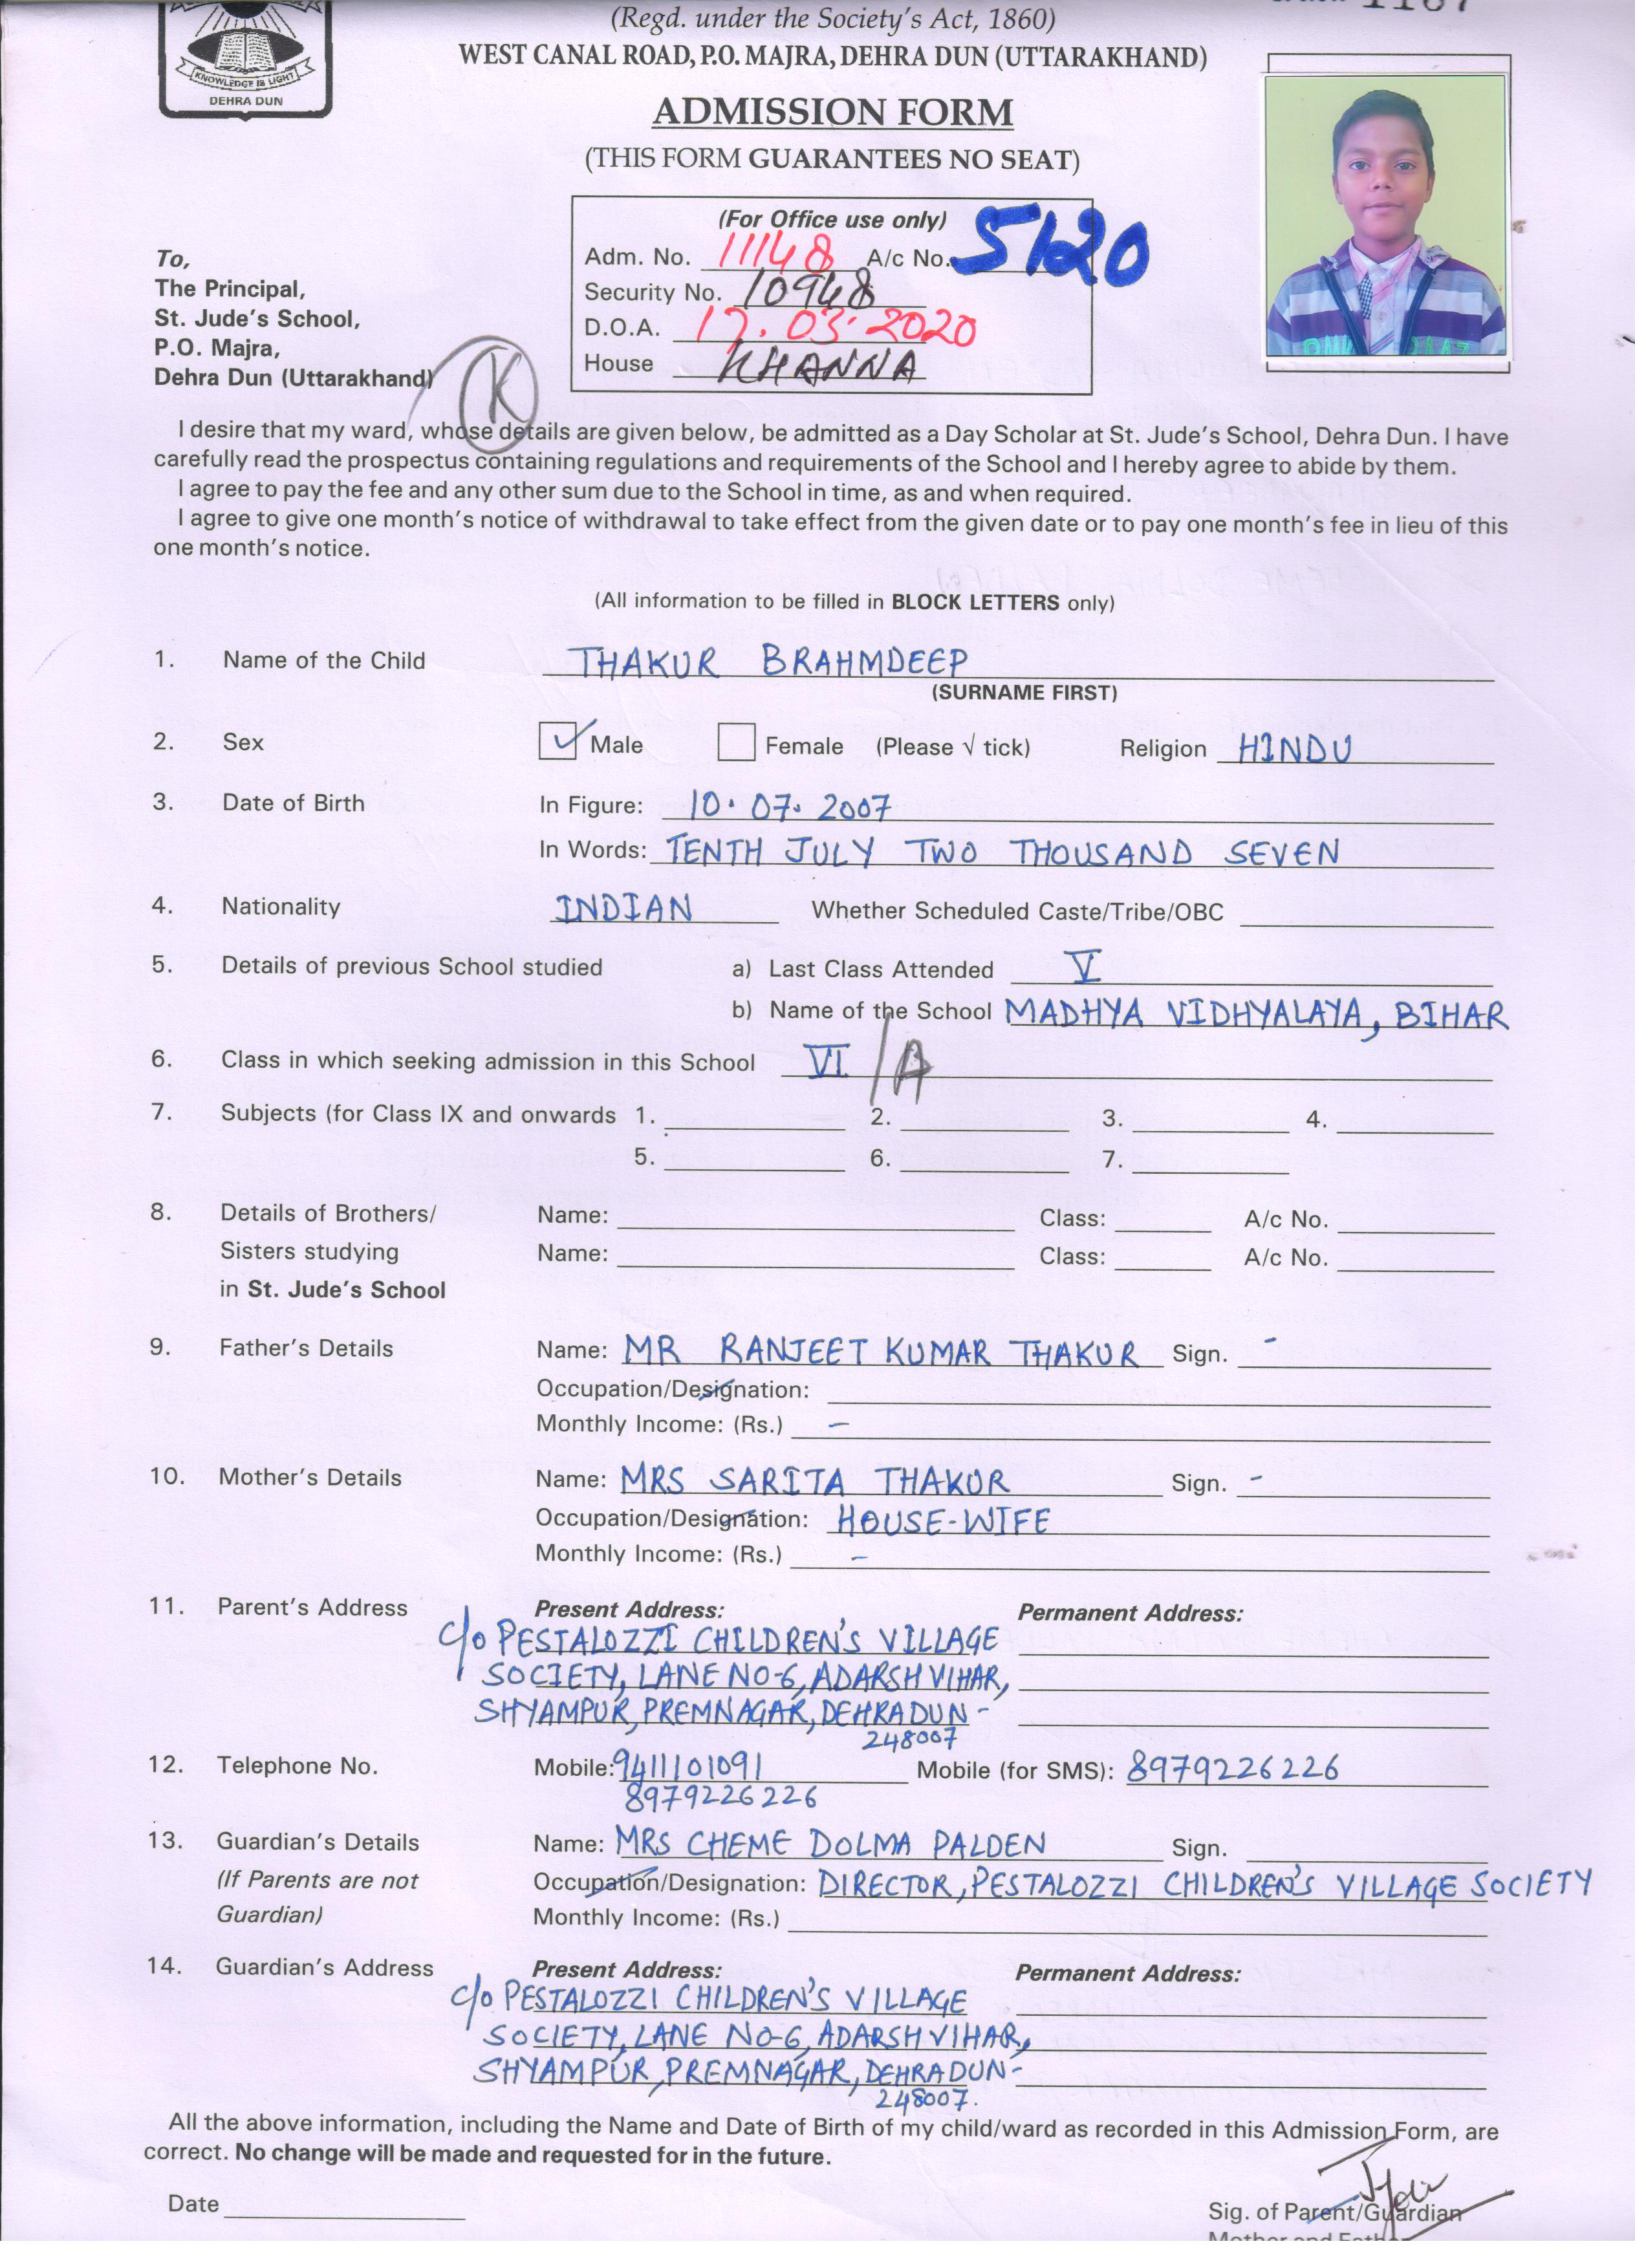 (Regd. under the Society's Act, 1860)
WEST CANAL ROAD, P.O. MAJRA, DEHRA DUN (UTTARAKHAND)
KNOWLEDGE IS LIGHT
DEHRA DUN
ADMISSION FORM
(THIS FORM GUARANTEES NO SEAT)
(For Office use only)
Adm. No. 11148 A/c No. 5120
Security No. 10948
D.O.A. 17.03.2020
House KHANNA
To,
The Principal,
St. Jude's School,
P.O. Majra,
Dehra Dun (Uttarakhand)
K
I desire that my ward, whose details are given below, be admitted as a Day Scholar at St. Jude's School, Dehra Dun. I have
carefully read the prospectus containing regulations and requirements of the School and I hereby agree to abide by them.
I agree to pay the fee and any other sum due to the School in time, as and when required.
I agree to give one month's notice of withdrawal to take effect from the given date or to pay one month's fee in lieu of this
one month's notice.
(All information to be filled in BLOCK LETTERS only)
1. Name of the Child THAKUR BRAHMDEEP
(SURNAME FIRST)
2. Sex ✓ Male Female (Please √ tick) Religion HINDU
3. Date of Birth In Figure: 10.07.2007
In Words: TENTH JULY TWO THOUSAND SEVEN
4. Nationality INDIAN Whether Scheduled Caste/Tribe/OBC
5. Details of previous School studied a) Last Class Attended V
b) Name of the School MADHYA VIDHYALAYA, BIHAR
6. Class in which seeking admission in this School VI /A
7. Subjects (for Class IX and onwards 1. 2. 3. 4.
5. 6. 7.
8. Details of Brothers/ Name: Class: A/c No.
Sisters studying Name: Class: A/c No.
in St. Jude's School
9. Father's Details Name: MR RANJEET KUMAR THAKUR Sign. -
Occupation/Designation:
Monthly Income: (Rs.) -
10. Mother's Details Name: MRS SARITA THAKUR Sign. -
Occupation/Designation: HOUSE-WIFE
Monthly Income: (Rs.) -
11. Parent's Address Present Address: Permanent Address:
C/o PESTALOZZI CHILDREN'S VILLAGE
SOCIETY, LANE NO-6, ADARSH VIHAR,
SHYAMPUR, PREMNAGAR, DEHRADUN -
248007
12. Telephone No. Mobile: 9411101091 Mobile (for SMS): 8979226226
8979226226
13. Guardian's Details Name: MRS CHEME DOLMA PALDEN Sign.
(If Parents are not Occupation/Designation: DIRECTOR, PESTALOZZI CHILDREN'S VILLAGE SOCIETY
Guardian) Monthly Income: (Rs.)
14. Guardian's Address Present Address: Permanent Address:
C/o PESTALOZZI CHILDREN'S VILLAGE
SOCIETY, LANE NO-6, ADARSH VIHAR,
SHYAMPUR, PREMNAGAR, DEHRADUN -
248007.
All the above information, including the Name and Date of Birth of my child/ward as recorded in this Admission Form, are
correct. No change will be made and requested for in the future.
Date
Sig. of Parent/Guardian